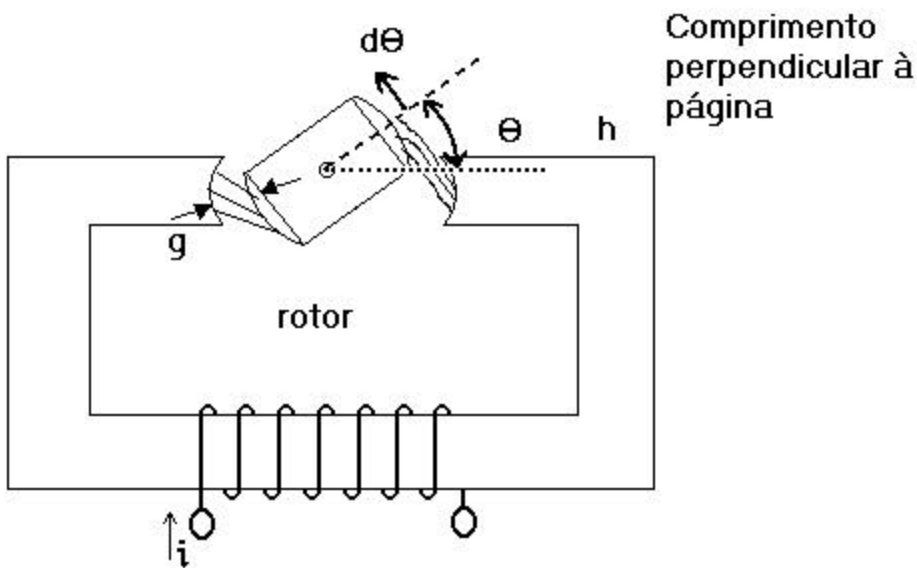 Comprimento
perpendicular à
página
dΘ
Θ
h
g
rotor
i